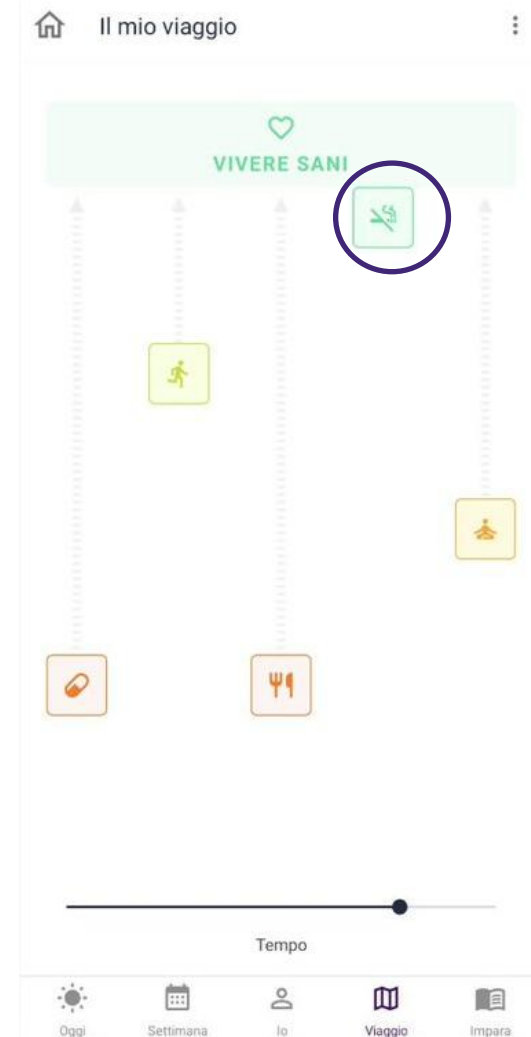 Il mio viaggio
VIVERE SANI
Tempo
Oggi
Settimana
Io
Viaggio
Impara